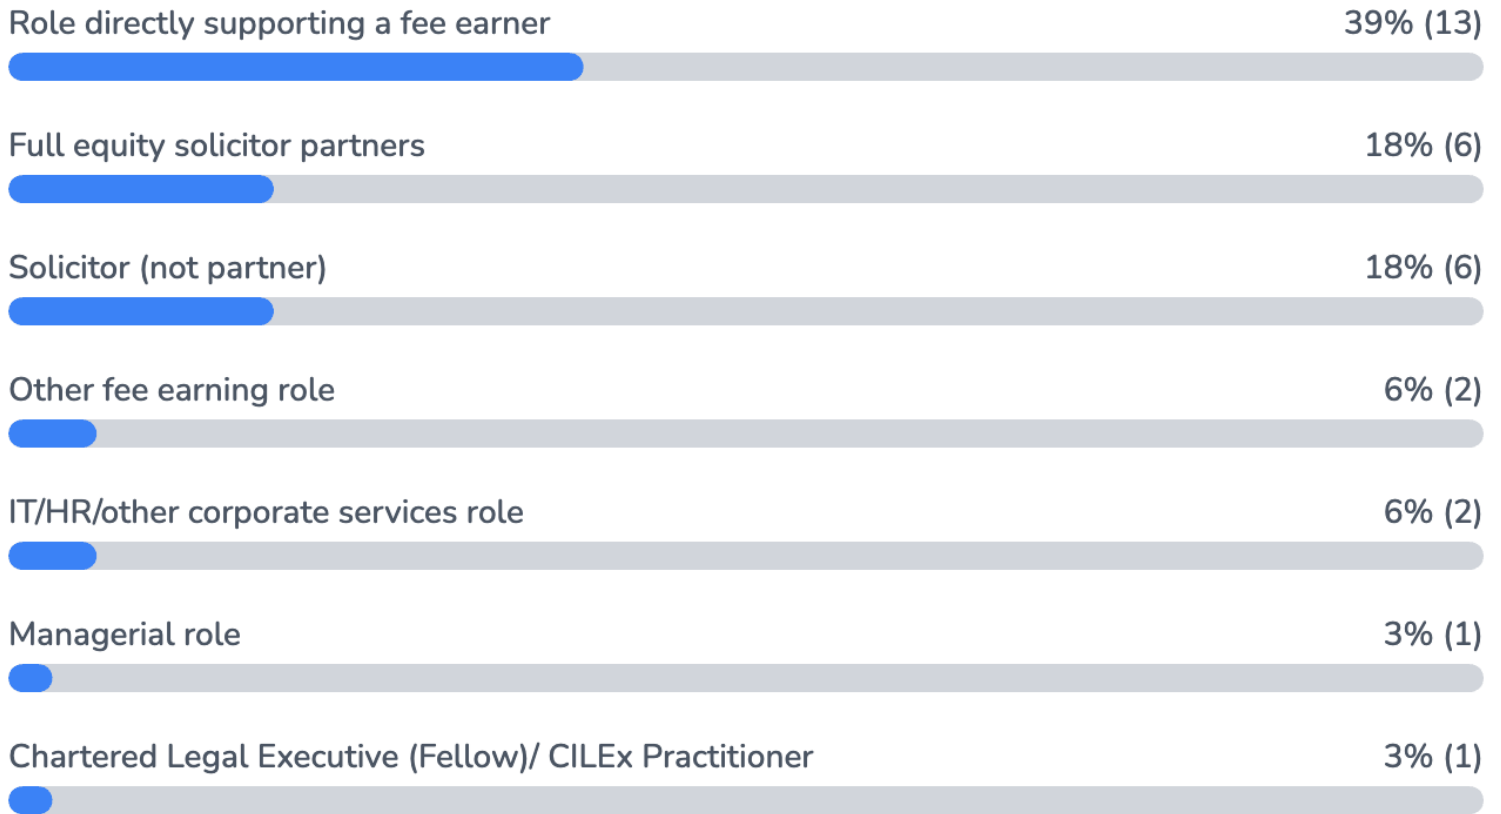 Role directly supporting a fee earner 39% (13)
Full equity solicitor partners 18% (6)
Solicitor (not partner) 18% (6)
Other fee earning role 6% (2)
IT/HR/other corporate services role 6% (2)
Managerial role 3% (1)
Chartered Legal Executive (Fellow)/ CILEx Practitioner 3% (1)